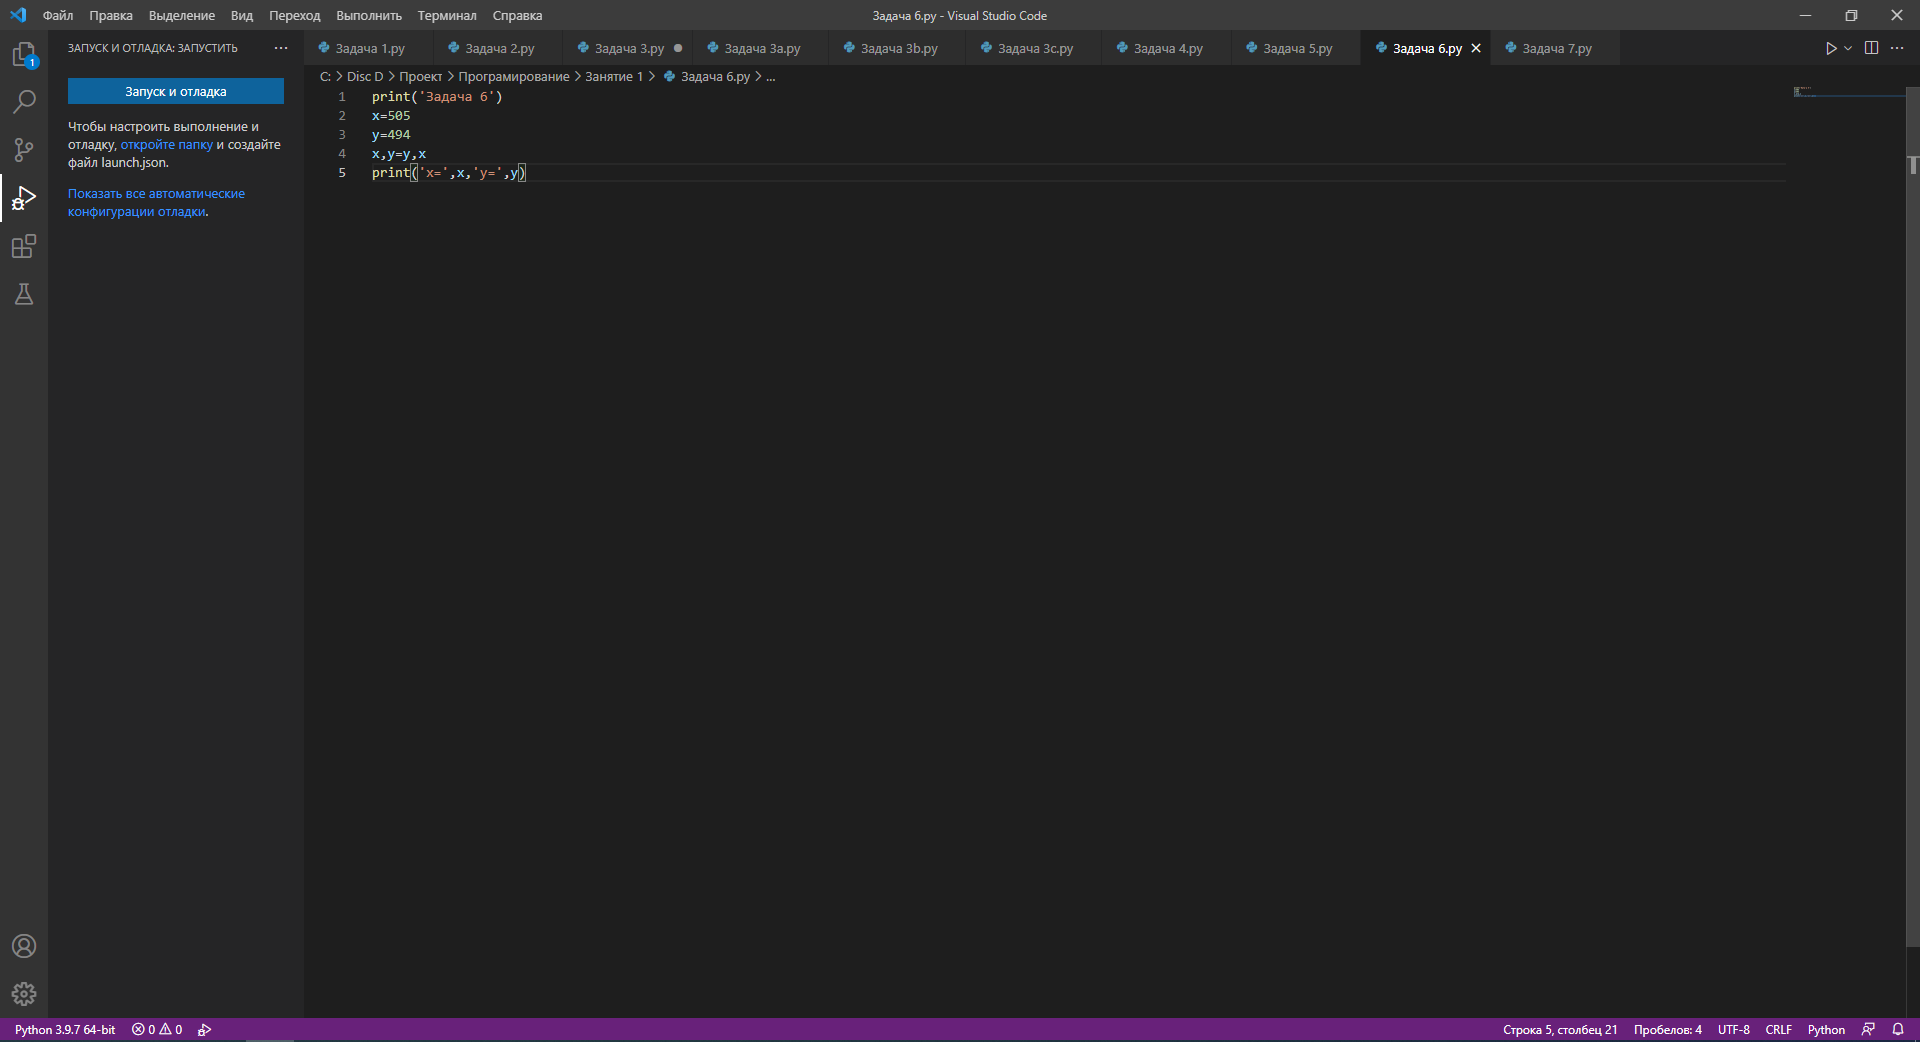 Файл Правка Выделение Вид Переход Выполнить Терминал Справка
Задача 6.py - Visual Studio Code
ЗАПУСК И ОТЛАДКА: ЗАПУСТИТЬ
Задача 1.py Задача 2.py Задача 3.py Задача 3a.py Задача 3b.py Задача 3c.py Задача 4.py Задача 5.py Задача 6.py Задача 7.py
1
Запуск и отладка
Чтобы настроить выполнение и
отладку, откройте папку и создайте
файл launch.json.
Показать все автоматические
конфигурации отладки.
C: > Disc D > Проект > Програмирование > Занятие 1 > Задача 6.py > ...
1 print('Задача 6')
2 x=505
3 y=494
4 x,y=y,x
5 print('x=',x,'y=',y)
Python 3.9.7 64-bit 0 0
Строка 5, столбец 21 Пробелов: 4 UTF-8 CRLF Python